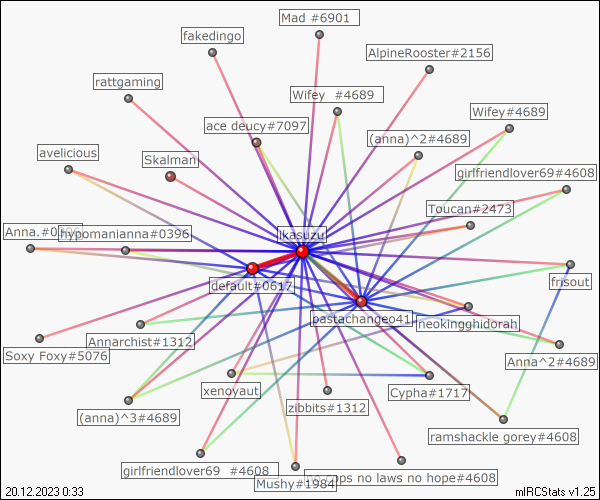 Mad #6901
fakedingo
AlpineRooster#2156
rattgaming
Wifey  #4689
Wifey#4689
ace deucy#7097
(anna)^2#4689
avelicious
Skalman
girlfriendlover69#4608
Toucan#2473
Anna.#0
hypomanianna#0396
ikasuzu
default#0617
frisout
pastachangeo41
neokingghidorah
Annarchist#1312
Soxy Foxy#5076
Anna^2#4689
xenoyaut
Cypha#1717
zibbits#1312
(anna)^3#4689
ramshackle gorey#4608
girlfriendlover69  #4608
no cops no laws no hope#4608
Mushy#1984
20.12.2023 0:33
mIRCStats v1.25